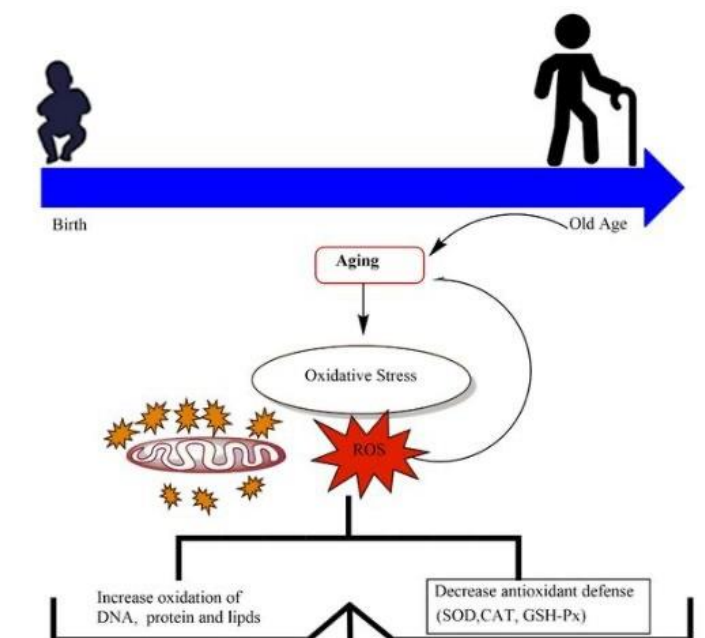 Birth
Old Age
Aging
Oxidative Stress
ROS
Increase oxidation of
DNA, protein and lipds
Decrease antioxidant defense
(SOD,CAT, GSH-Px)